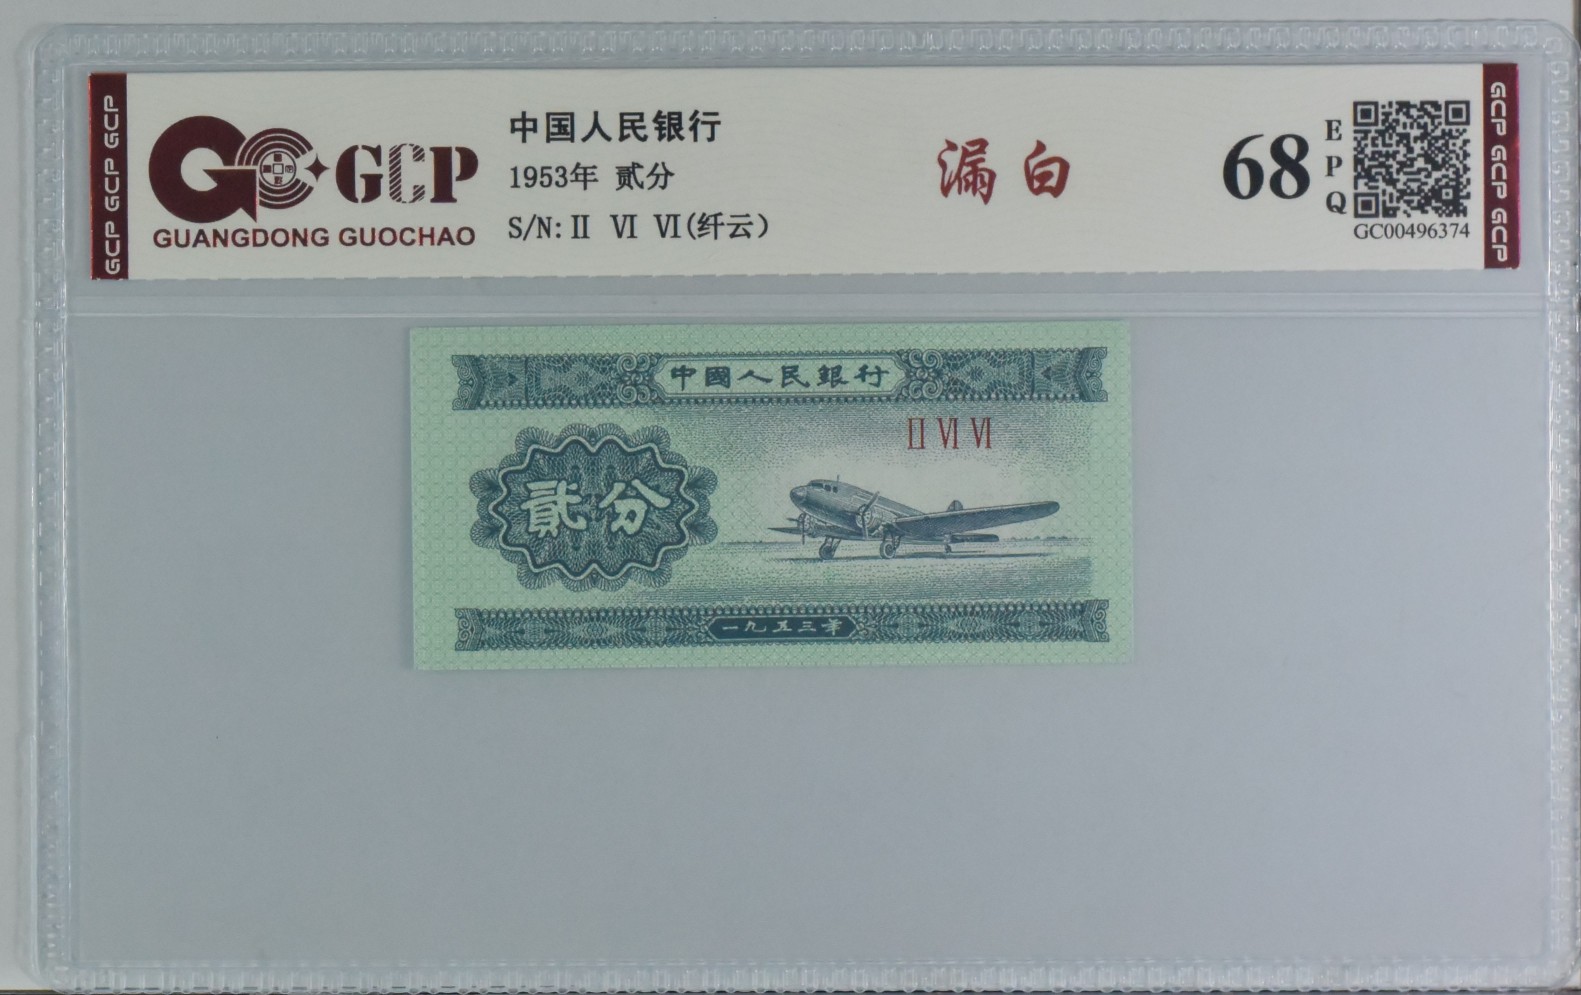 GCP GCP GCP
GCP
GUANGDONG GUOCHAO
中国人民银行
1953年 贰分
S/N: II VI VI(纤云)
漏白
68
EPQ
GC00496374
GCP GCP GCP
中國人民銀行
II VI VI
貳分
一九五三年